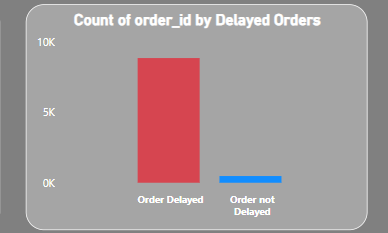 Count of order_id by Delayed Orders
10K
5K
0K
Order Delayed
Order not
Delayed